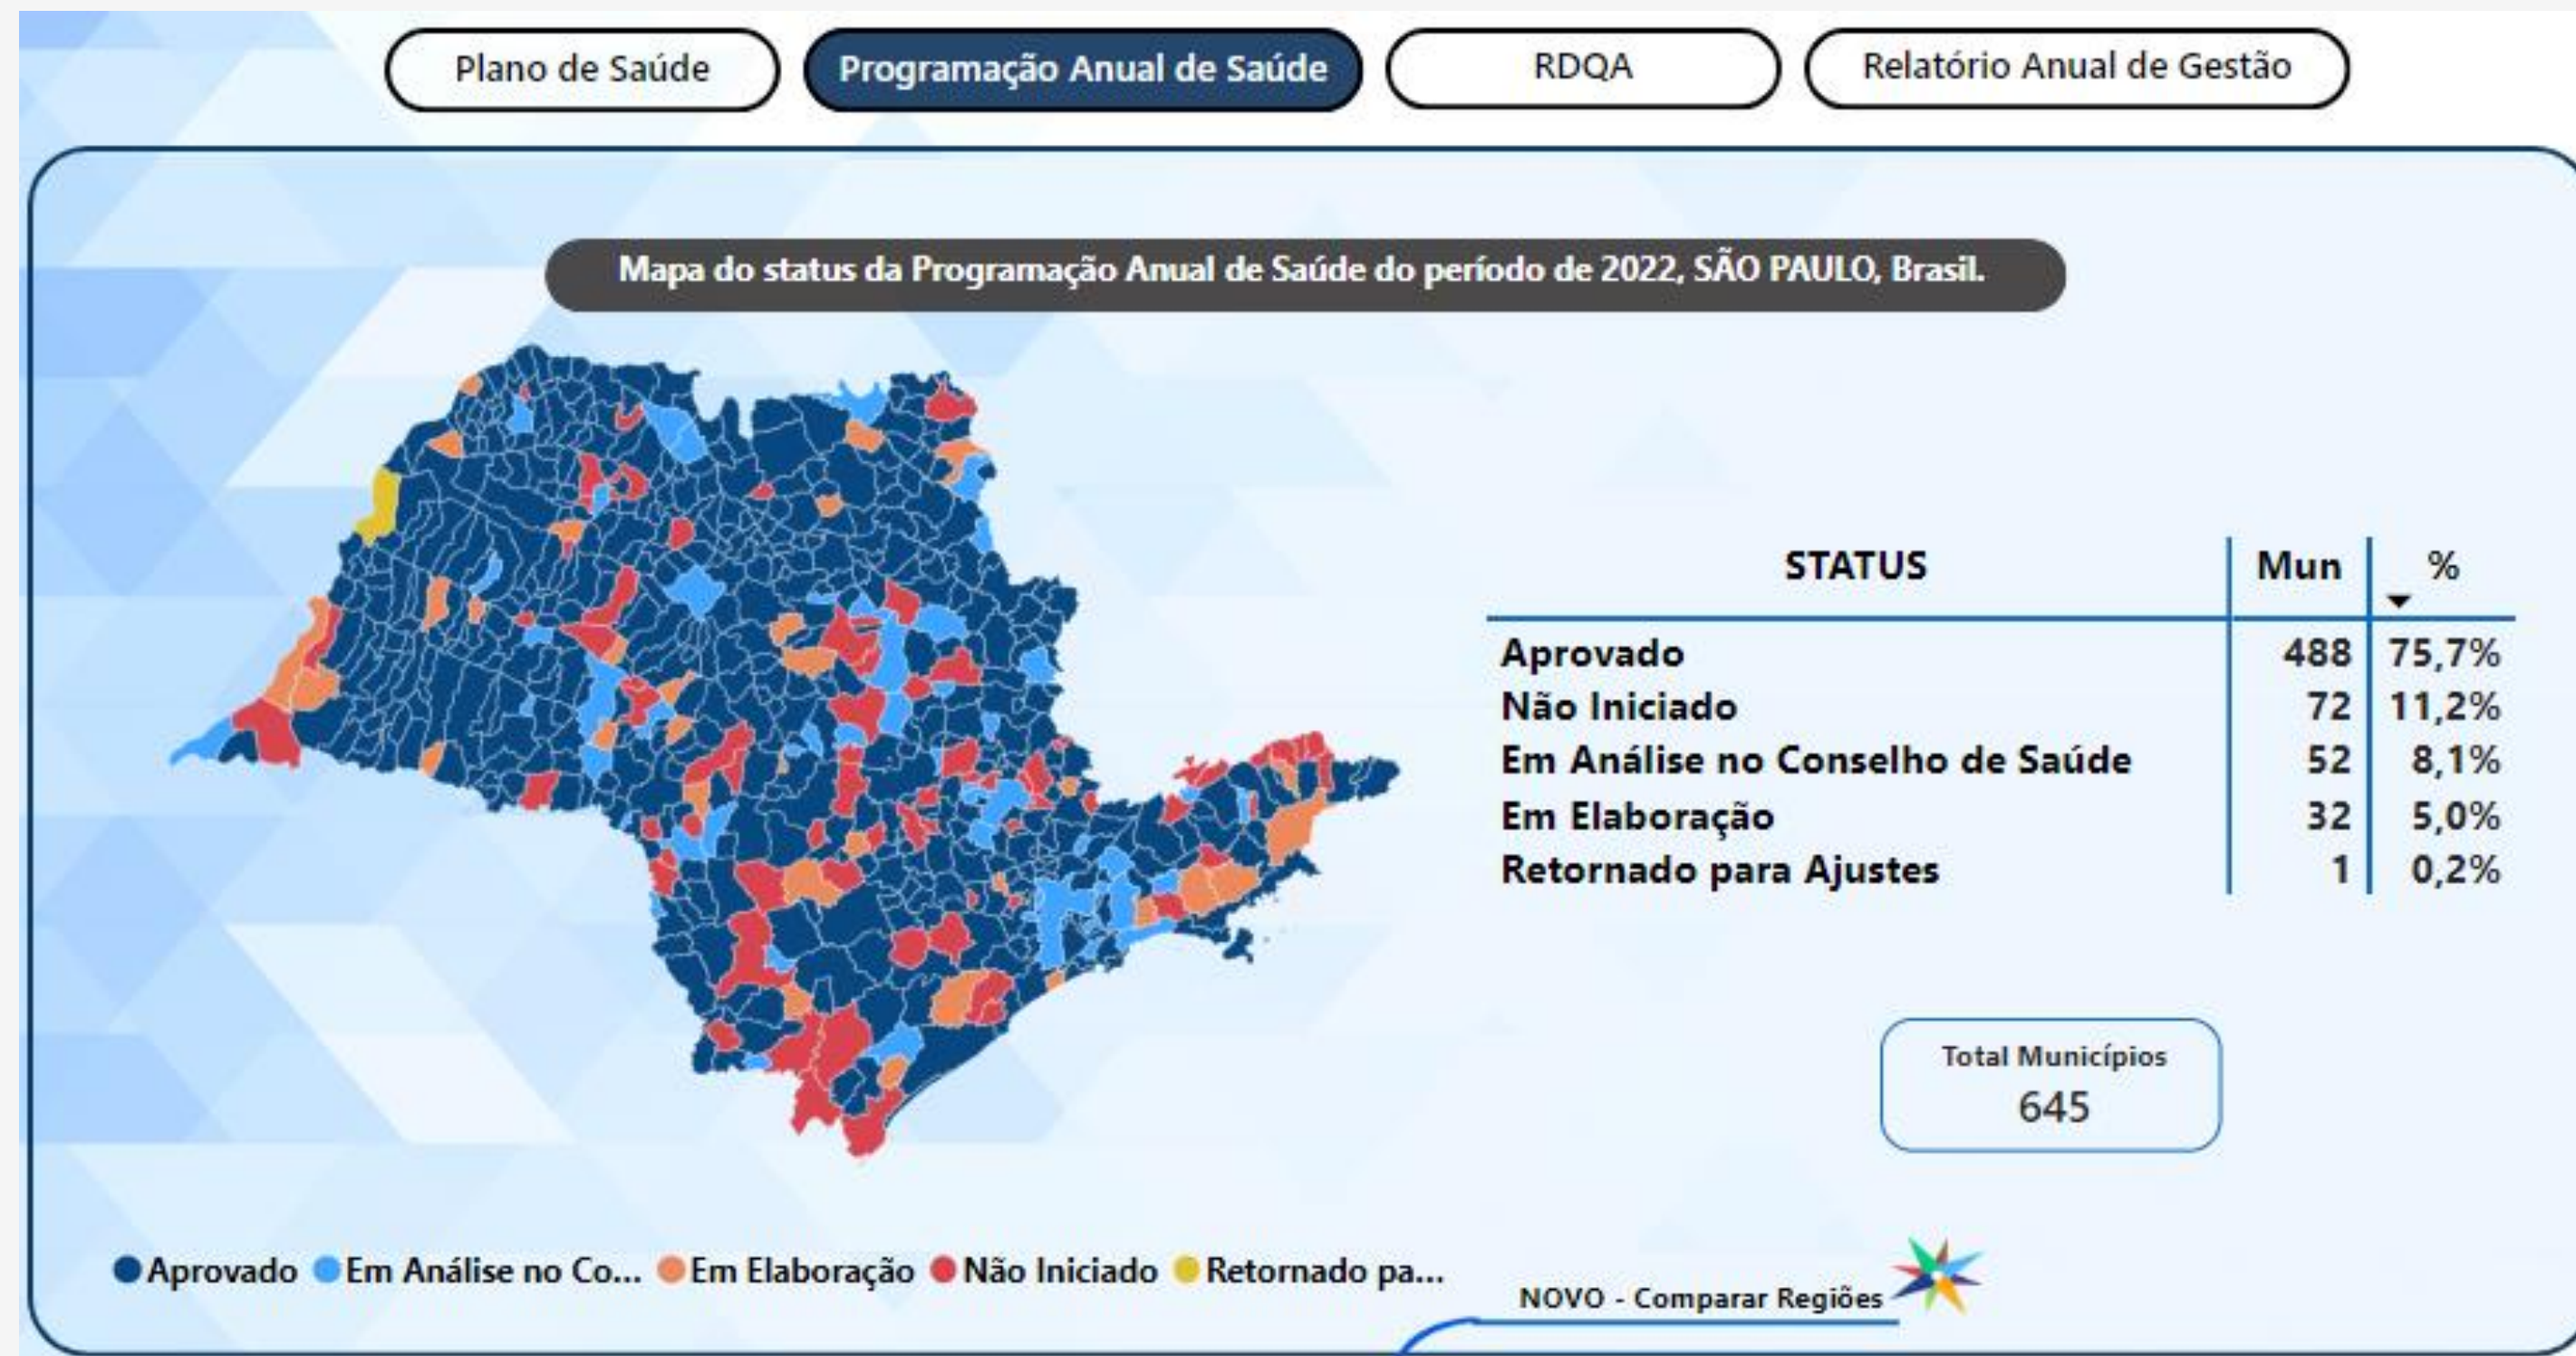 Plano de Saúde
Programação Anual de Saúde
RDQA
Relatório Anual de Gestão
Mapa do status da Programação Anual de Saúde do período de 2022, SÃO PAULO, Brasil.
STATUS Mun %
Aprovado 488 75,7%
Não Iniciado 72 11,2%
Em Análise no Conselho de Saúde 52 8,1%
Em Elaboração 32 5,0%
Retornado para Ajustes 1 0,2%
Total Municípios
645
Aprovado Em Análise no Co... Em Elaboração Não Iniciado Retornado pa...
NOVO - Comparar Regiões